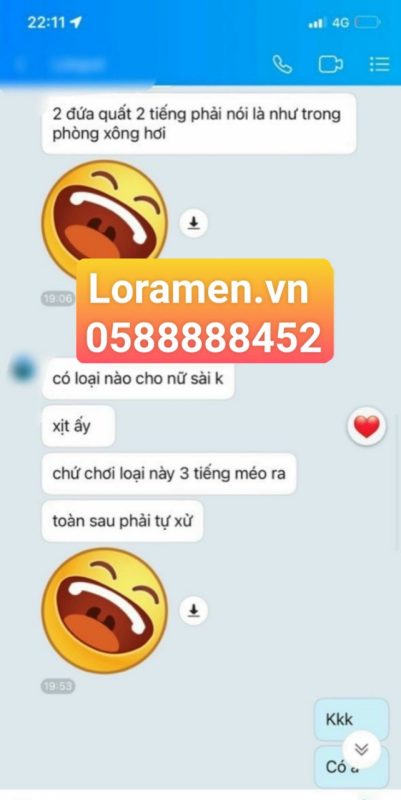 22:11
4G
2 đứa quất 2 tiếng phải nói là như trong
phòng xông hơi
19:06
Loramen.vn
0588888452
có loại nào cho nữ sài k
xịt ấy
chứ chơi loại này 3 tiếng méo ra
toàn sau phải tự xử
19:53
Kkk
Có